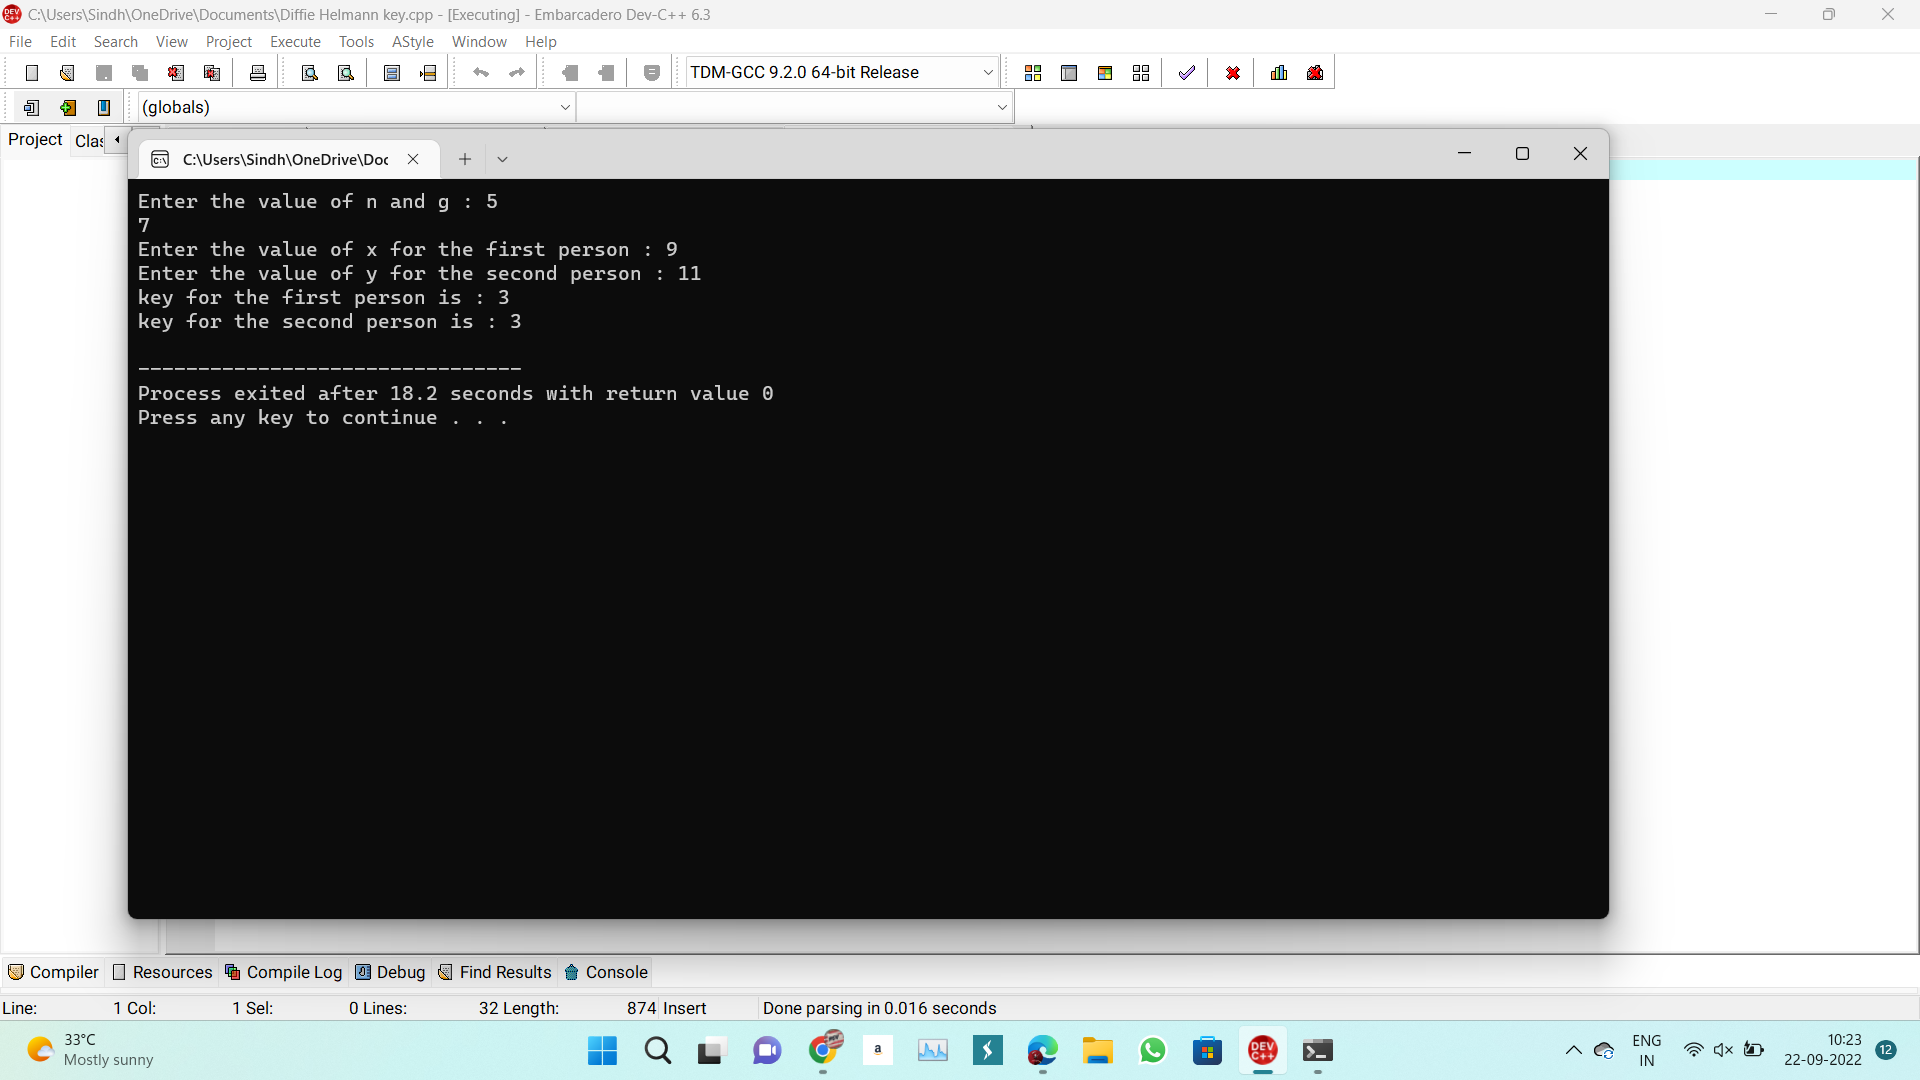 C:\Users\Sindh\OneDrive\Documents\Diffie Helmann key.cpp - [Executing] - Embarcadero Dev-C++ 6.3
File Edit Search View Project Execute Tools AStyle Window Help
TDM-GCC 9.2.0 64-bit Release
(globals)
Project Clas
C:\Users\Sindh\OneDrive\Doc
Enter the value of n and g : 5
7
Enter the value of x for the first person : 9
Enter the value of y for the second person : 11
key for the first person is : 3
key for the second person is : 3
--------------------------------
Process exited after 18.2 seconds with return value 0
Press any key to continue . . .
Compiler Resources Compile Log Debug Find Results Console
Line: 1 Col: 1 Sel: 0 Lines: 32 Length: 874 Insert Done parsing in 0.016 seconds
33°C
Mostly sunny
DEV C++
ENG
IN
10:23
22-09-2022
12